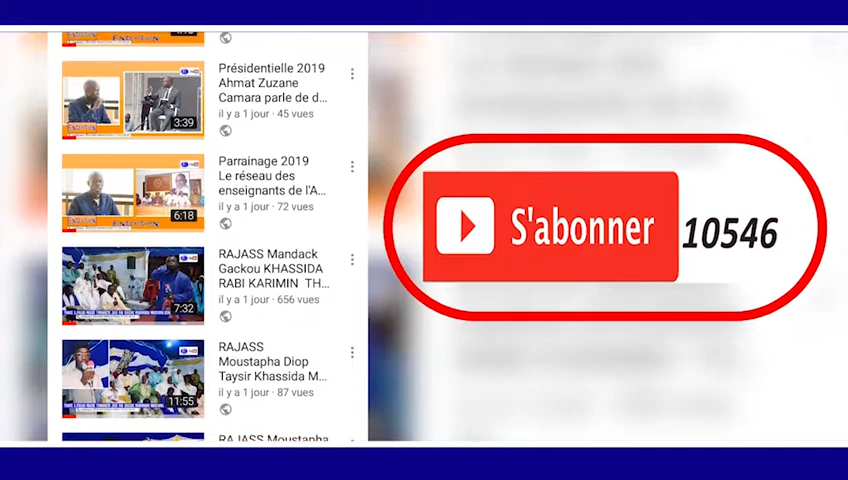 Présidentielle 2019
Ahmat Zuzane
Camara parle de d...
il y a 1 jour · 45 vues
3:39
Parrainage 2019
Le réseau des
enseignants de l'A...
il y a 1 jour · 72 vues
6:18
RAJASS Mandack
Gackou KHASSIDA
RABI KARIMIN TH...
il y a 1 jour · 656 vues
7:32
RAJASS
Moustapha Diop
Taysir Khassida M...
il y a 1 jour · 87 vues
11:55
RAJASS Moustapha
S'abonner
10546